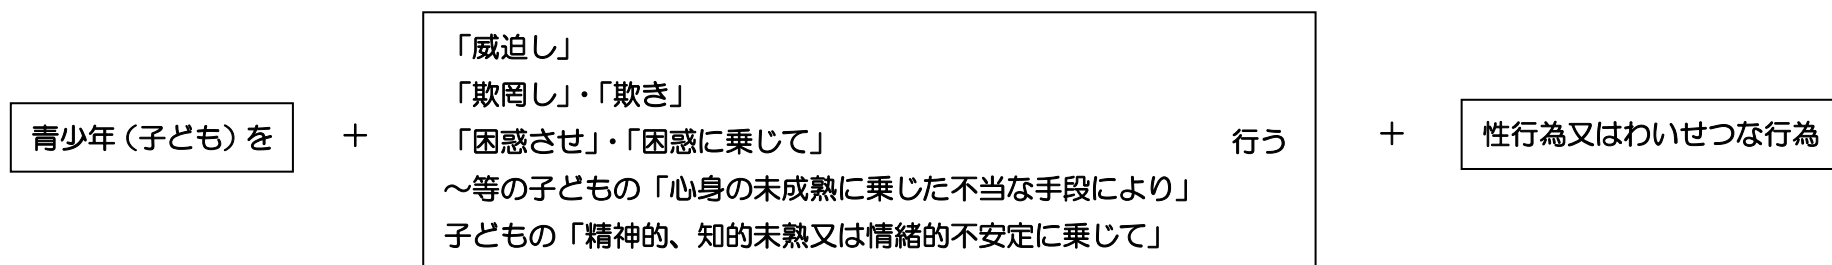 青少年（子ども）を
＋
「威迫し」
「欺罔し」・「欺き」
「困惑させ」・「困惑に乗じて」
～等の子どもの「心身の未成熟に乗じた不当な手段により」
子どもの「精神的、知的未熟又は情緒的不安定に乗じて」
行う
＋
性行為又はわいせつな行為